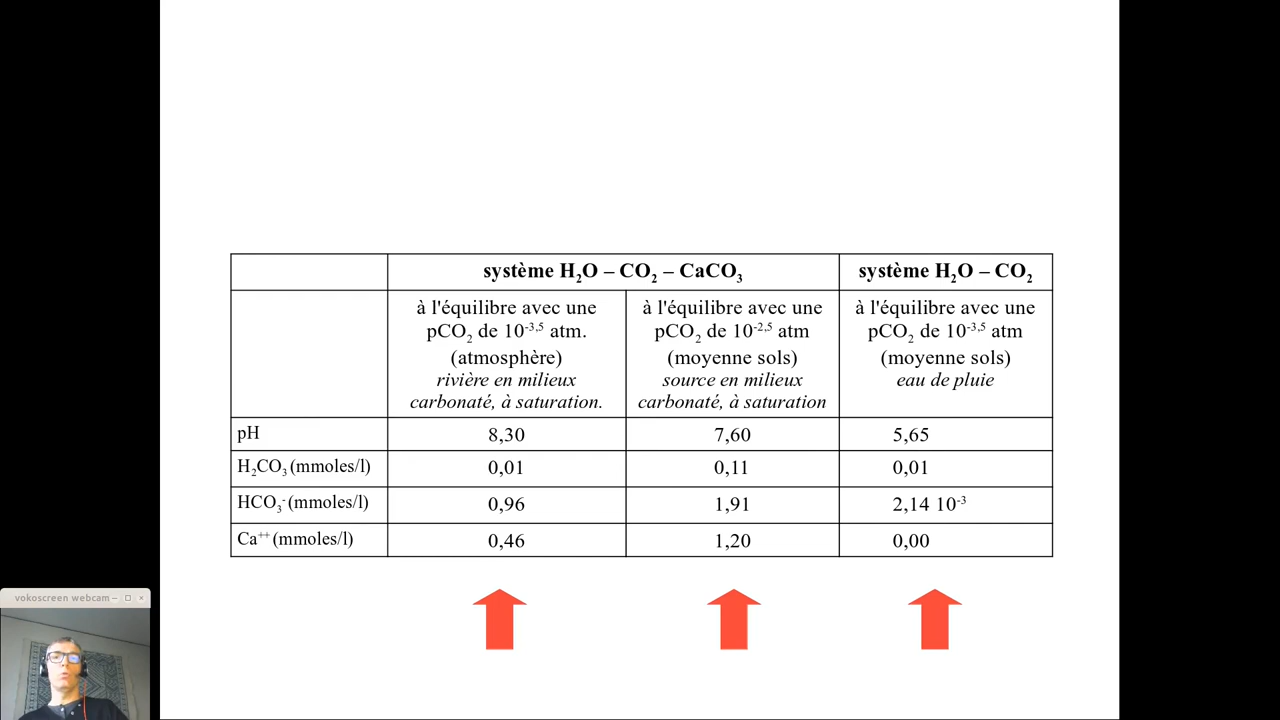 système H₂O – CO₂ – CaCO₃
système H₂O – CO₂
à l'équilibre avec une
pCO₂ de 10⁻³,⁵ atm.
(atmosphère)
rivière en milieux
carbonaté, à saturation.
à l'équilibre avec une
pCO₂ de 10⁻²,⁵ atm
(moyenne sols)
source en milieux
carbonaté, à saturation
à l'équilibre avec une
pCO₂ de 10⁻³,⁵ atm
(moyenne sols)
eau de pluie
pH 8,30 7,60 5,65
H₂CO₃ (mmoles/l) 0,01 0,11 0,01
HCO₃⁻ (mmoles/l) 0,96 1,91 2,14 10⁻³
Ca⁺⁺ (mmoles/l) 0,46 1,20 0,00
vokoscreen webcam